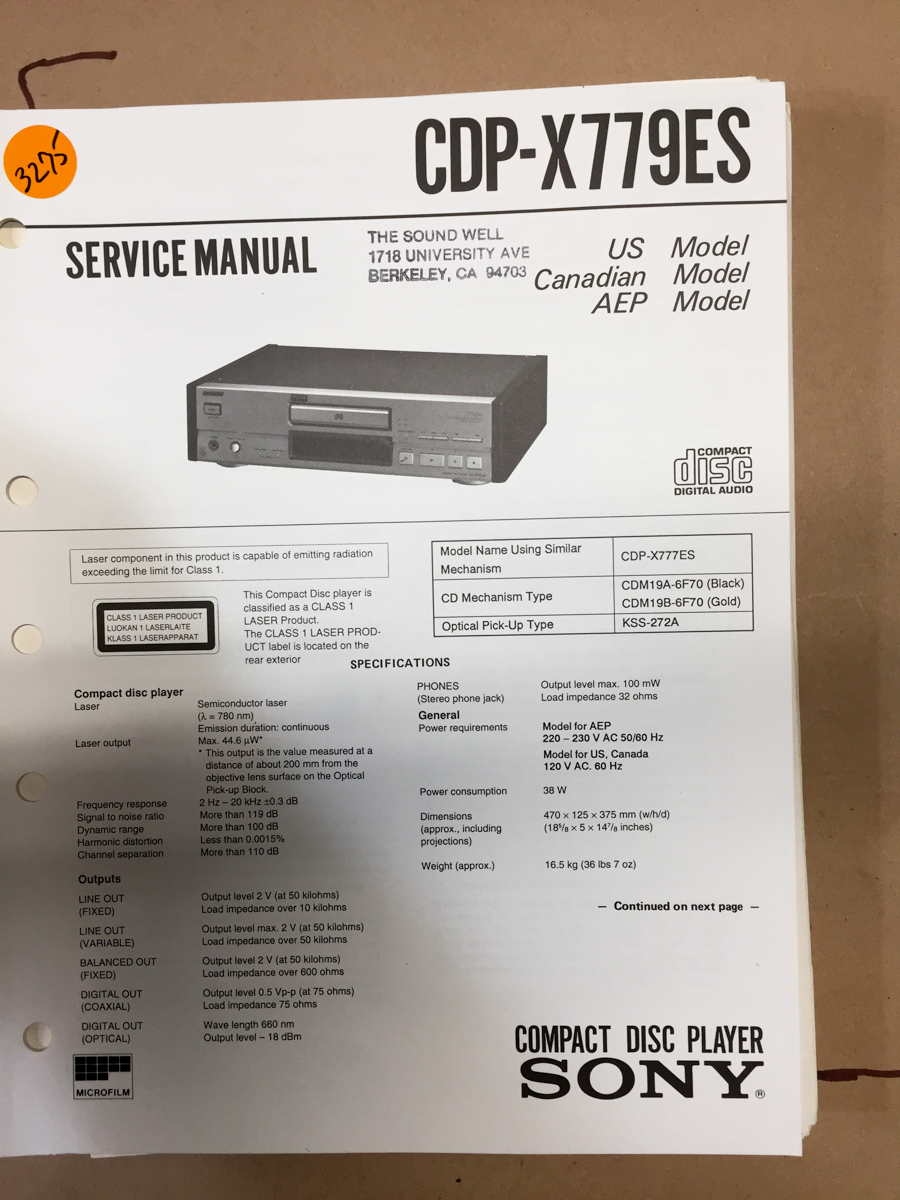 3275
CDP-X779ES
SERVICE MANUAL
THE SOUND WELL
1718 UNIVERSITY AVE
BERKELEY, CA 94703
US Model
Canadian Model
AEP Model
COMPACT
disc
DIGITAL AUDIO
Laser component in this product is capable of emitting radiation
exceeding the limit for Class 1.
CLASS 1 LASER PRODUCT
LUOKAN 1 LASERLAITE
KLASS 1 LASERAPPARAT
This Compact Disc player is
classified as a CLASS 1
LASER Product.
The CLASS 1 LASER PROD-
UCT label is located on the
rear exterior
Model Name Using Similar
Mechanism
CDP-X777ES
CD Mechanism Type
CDM19A-6F70 (Black)
CDM19B-6F70 (Gold)
Optical Pick-Up Type
KSS-272A
SPECIFICATIONS
Compact disc player
Laser Semiconductor laser
(λ = 780 nm)
Emission duration: continuous
Laser output Max. 44.6 μW*
* This output is the value measured at a
distance of about 200 mm from the
objective lens surface on the Optical
Pick-up Block.
Frequency response 2 Hz – 20 kHz ±0.3 dB
Signal to noise ratio More than 119 dB
Dynamic range More than 100 dB
Harmonic distortion Less than 0.0015%
Channel separation More than 110 dB
Outputs
LINE OUT Output level 2 V (at 50 kilohms)
(FIXED) Load impedance over 10 kilohms
LINE OUT Output level max. 2 V (at 50 kilohms)
(VARIABLE) Load impedance over 50 kilohms
BALANCED OUT Output level 2 V (at 50 kilohms)
(FIXED) Load impedance over 600 ohms
DIGITAL OUT Output level 0.5 Vp-p (at 75 ohms)
(COAXIAL) Load impedance 75 ohms
DIGITAL OUT Wave length 660 nm
(OPTICAL) Output level – 18 dBm
PHONES Output level max. 100 mW
(Stereo phone jack) Load impedance 32 ohms
General
Power requirements Model for AEP
220 – 230 V AC 50/60 Hz
Model for US, Canada
120 V AC. 60 Hz
Power consumption 38 W
Dimensions 470 × 125 × 375 mm (w/h/d)
(approx., including (18⁵/₈ × 5 × 14⁷/₈ inches)
projections)
Weight (approx.) 16.5 kg (36 lbs 7 oz)
— Continued on next page —
MICROFILM
COMPACT DISC PLAYER
SONY®